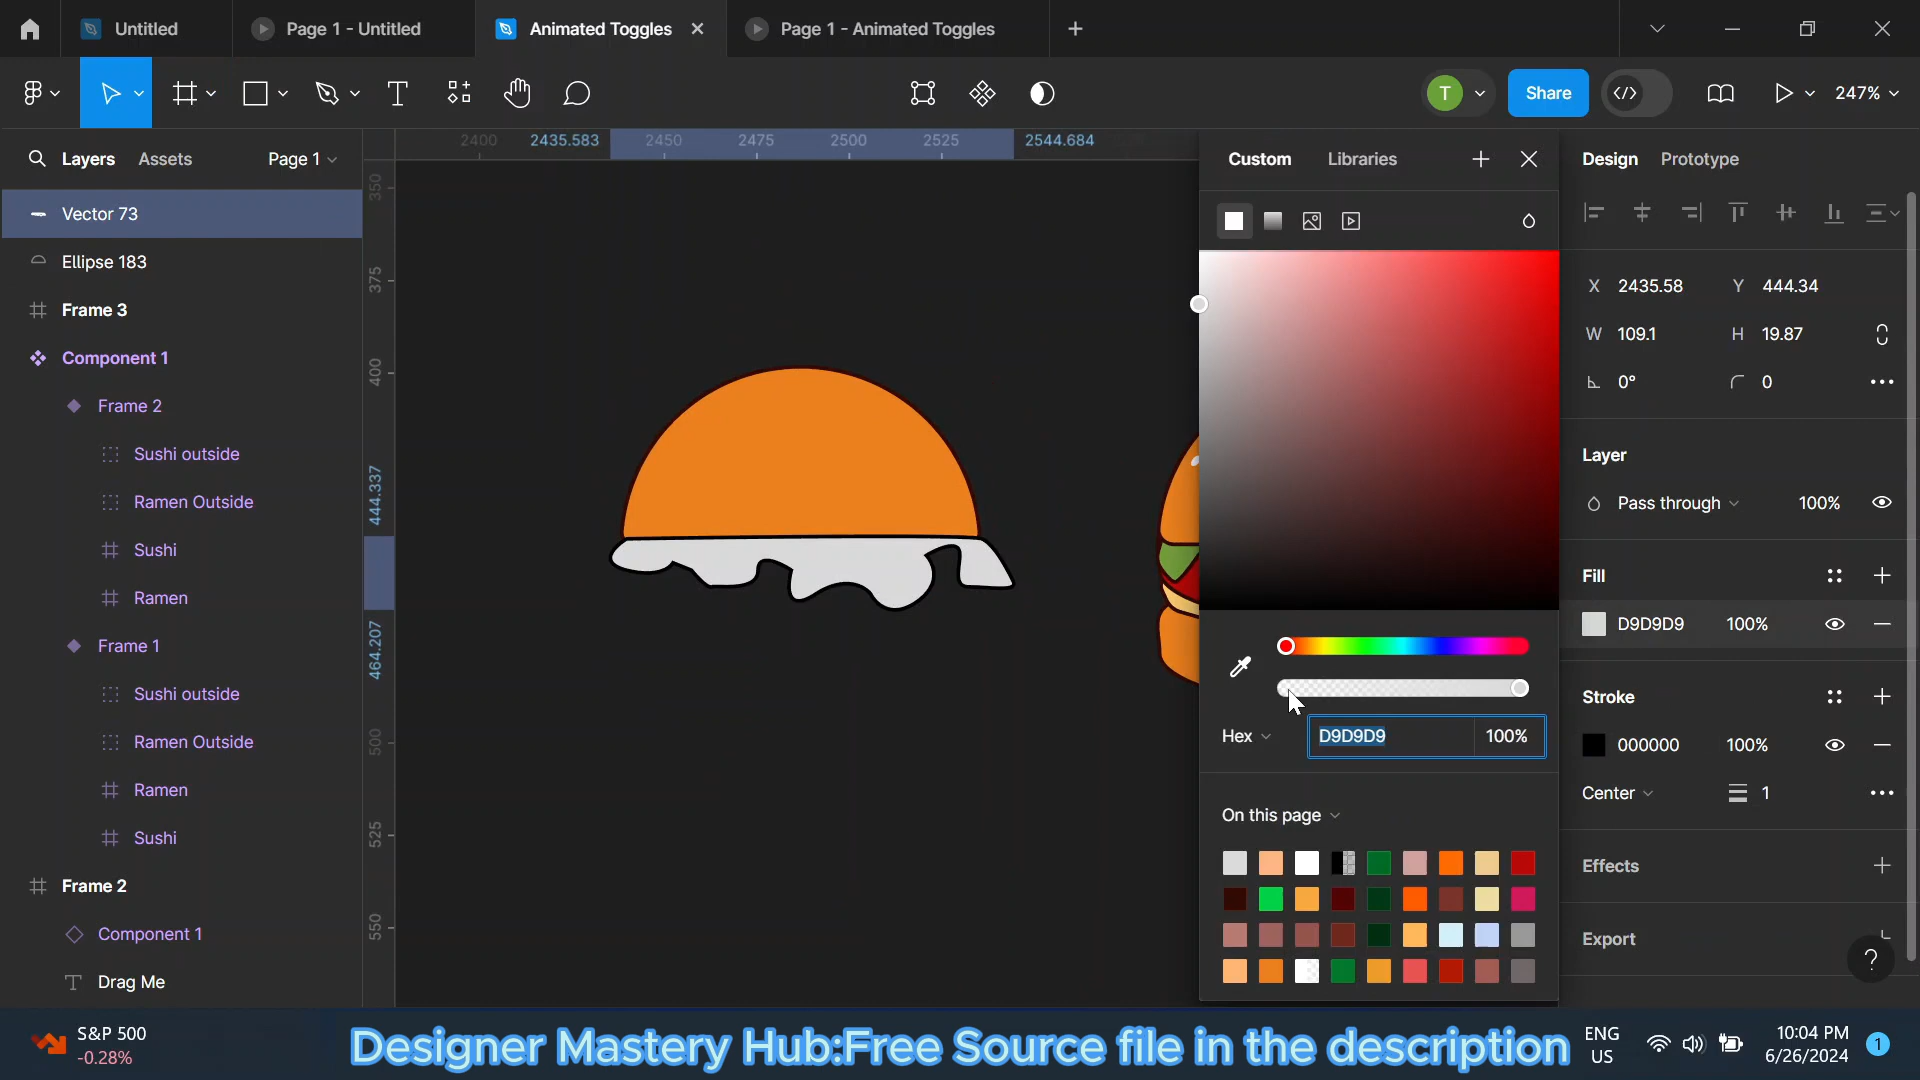 Untitled
Page 1 - Untitled
Animated Toggles
Page 1 - Animated Toggles
T
Share
247%
Layers
Assets
Page 1
2400
2435.583
2450
2475
2500
2525
2544.684
Custom
Libraries
Design
Prototype
Vector 73
Ellipse 183
Frame 3
Component 1
Frame 2
Sushi outside
Ramen Outside
Sushi
Ramen
Frame 1
Sushi outside
Ramen Outside
Ramen
Sushi
Frame 2
Component 1
Drag Me
350
375
400
444.337
464.207
500
525
550
Hex
D9D9D9
100%
On this page
X 2435.58
Y 444.34
W 109.1
H 19.87
0°
0
Layer
Pass through
100%
Fill
D9D9D9
100%
Stroke
000000
100%
Center
1
Effects
Export
?
S&P 500
-0.28%
Designer Mastery Hub:Free Source file in the description
ENG
US
10:04 PM
6/26/2024
1